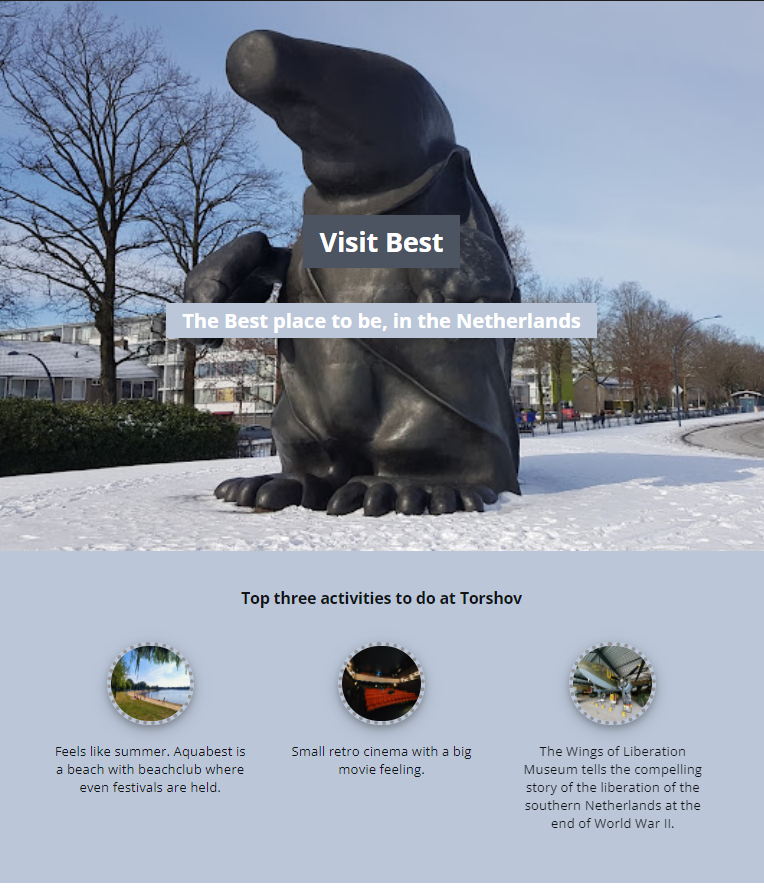 Visit Best
The Best place to be, in the Netherlands
Top three activities to do at Torshov
Feels like summer. Aquabest is
a beach with beachclub where
even festivals are held.
Small retro cinema with a big
movie feeling.
The Wings of Liberation
Museum tells the compelling
story of the liberation of the
southern Netherlands at the
end of World War II.